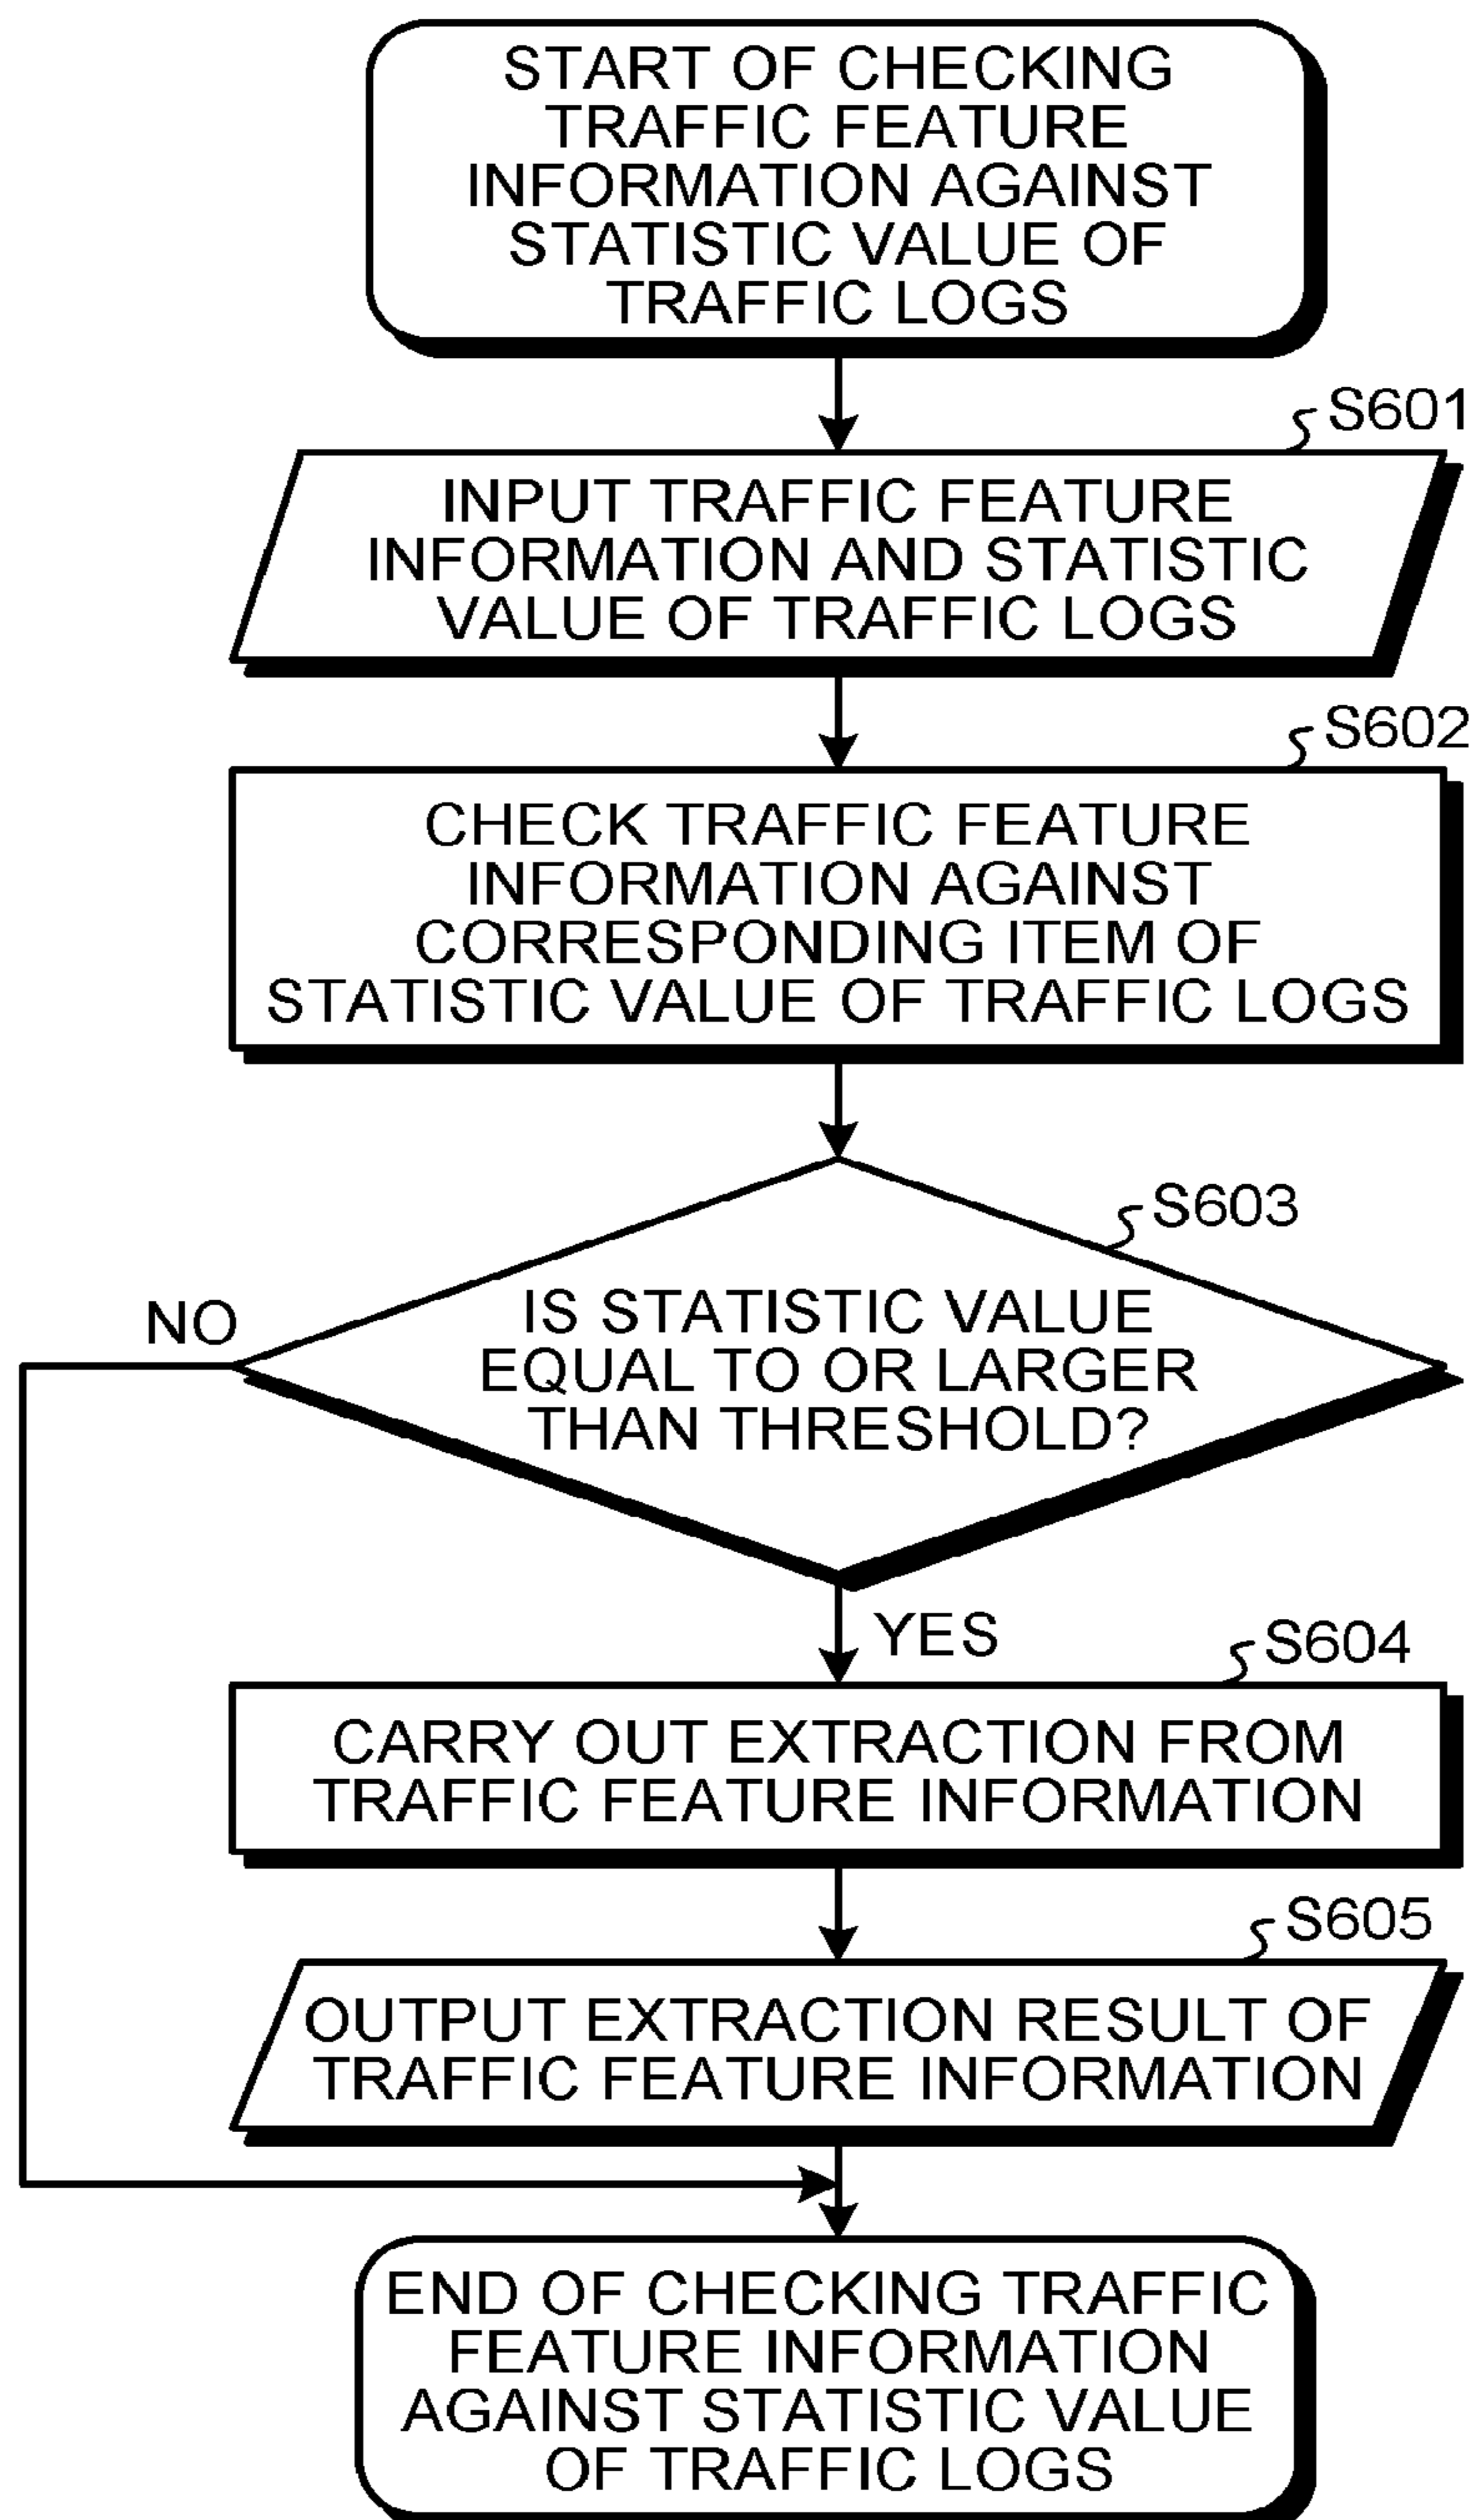 START OF CHECKING
TRAFFIC FEATURE
INFORMATION AGAINST
STATISTIC VALUE OF
TRAFFIC LOGS
S601
INPUT TRAFFIC FEATURE
INFORMATION AND STATISTIC
VALUE OF TRAFFIC LOGS
S602
CHECK TRAFFIC FEATURE
INFORMATION AGAINST
CORRESPONDING ITEM OF
STATISTIC VALUE OF TRAFFIC LOGS
S603
NO
IS STATISTIC VALUE
EQUAL TO OR LARGER
THAN THRESHOLD?
YES
S604
CARRY OUT EXTRACTION FROM
TRAFFIC FEATURE INFORMATION
S605
OUTPUT EXTRACTION RESULT OF
TRAFFIC FEATURE INFORMATION
END OF CHECKING TRAFFIC
FEATURE INFORMATION
AGAINST STATISTIC VALUE
OF TRAFFIC LOGS